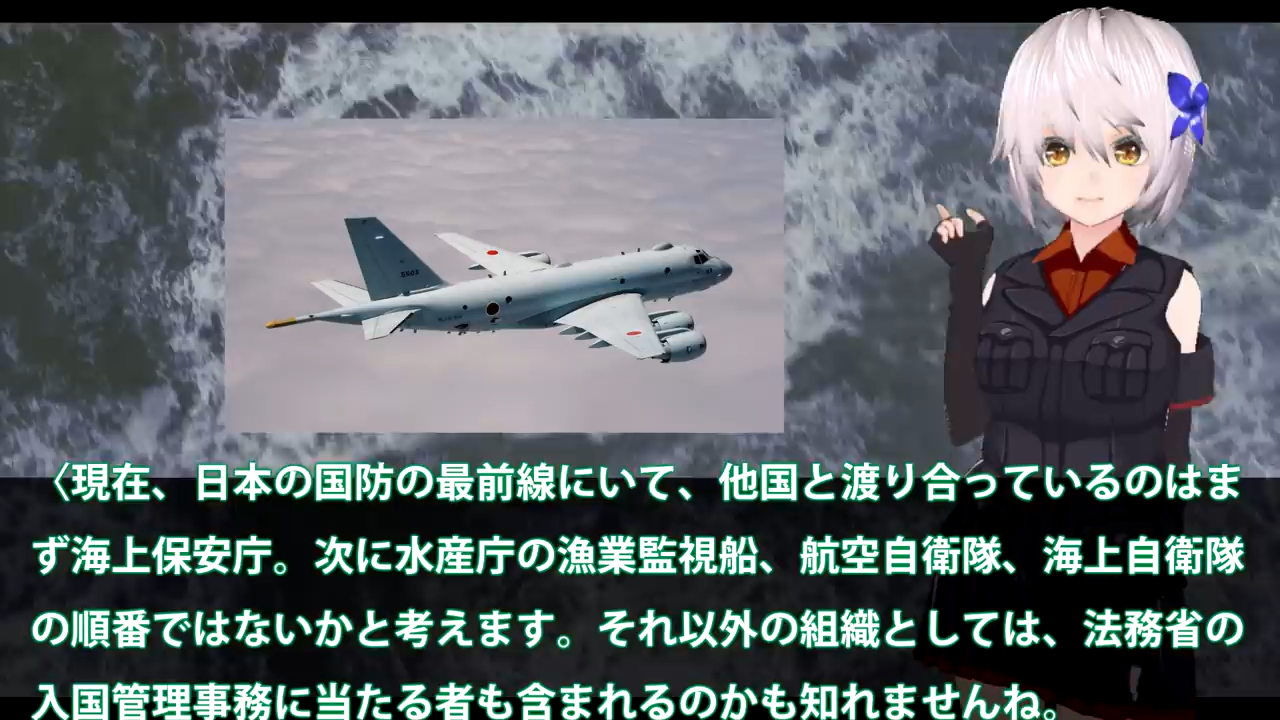 〈現在、日本の国防の最前線にいて、他国と渡り合っているのはま
ず海上保安庁。次に水産庁の漁業監視船、航空自衛隊、海上自衛隊
の順番ではないかと考えます。それ以外の組織としては、法務省の
入国管理事務に当たる者も含まれるのかも知れませんね。